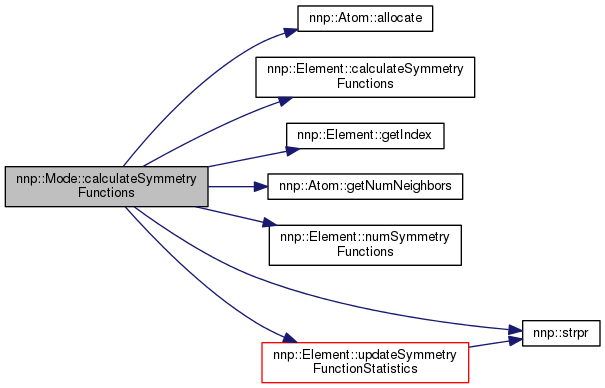 nnp::Atom::allocate
nnp::Element::calculateSymmetry
Functions
nnp::Element::getIndex
nnp::Mode::calculateSymmetry
Functions
nnp::Atom::getNumNeighbors
nnp::Element::numSymmetry
Functions
nnp::strpr
nnp::Element::updateSymmetry
FunctionStatistics